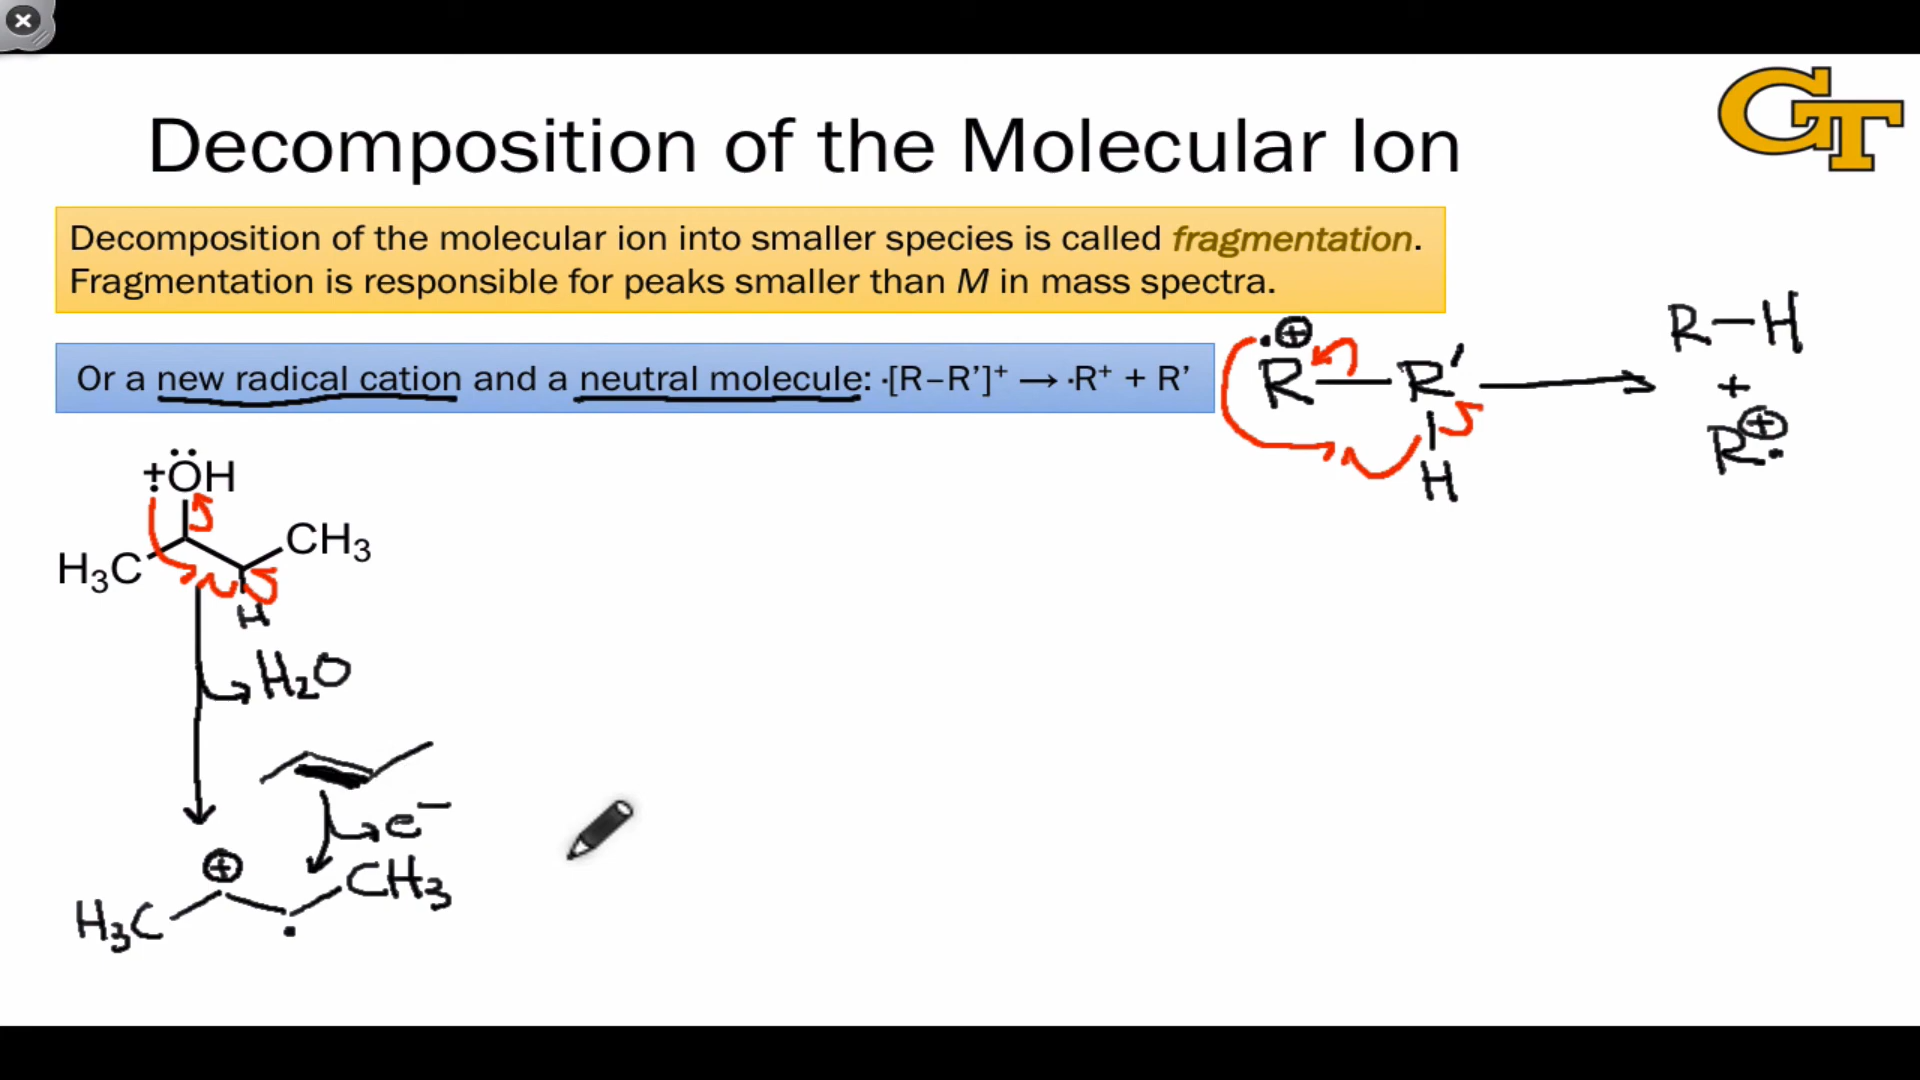 GT
Decomposition of the Molecular Ion
Decomposition of the molecular ion into smaller species is called fragmentation.
Fragmentation is responsible for peaks smaller than M in mass spectra.
Or a new radical cation and a neutral molecule: ·[R–R’]⁺ → ·R⁺ + R’
·⊕
R—R′ → R—H
+
R⊕·
H
+· ÖH
CH₃
H₃C
H
H₂O
e⁻
⊕
CH₃
H₃C ·